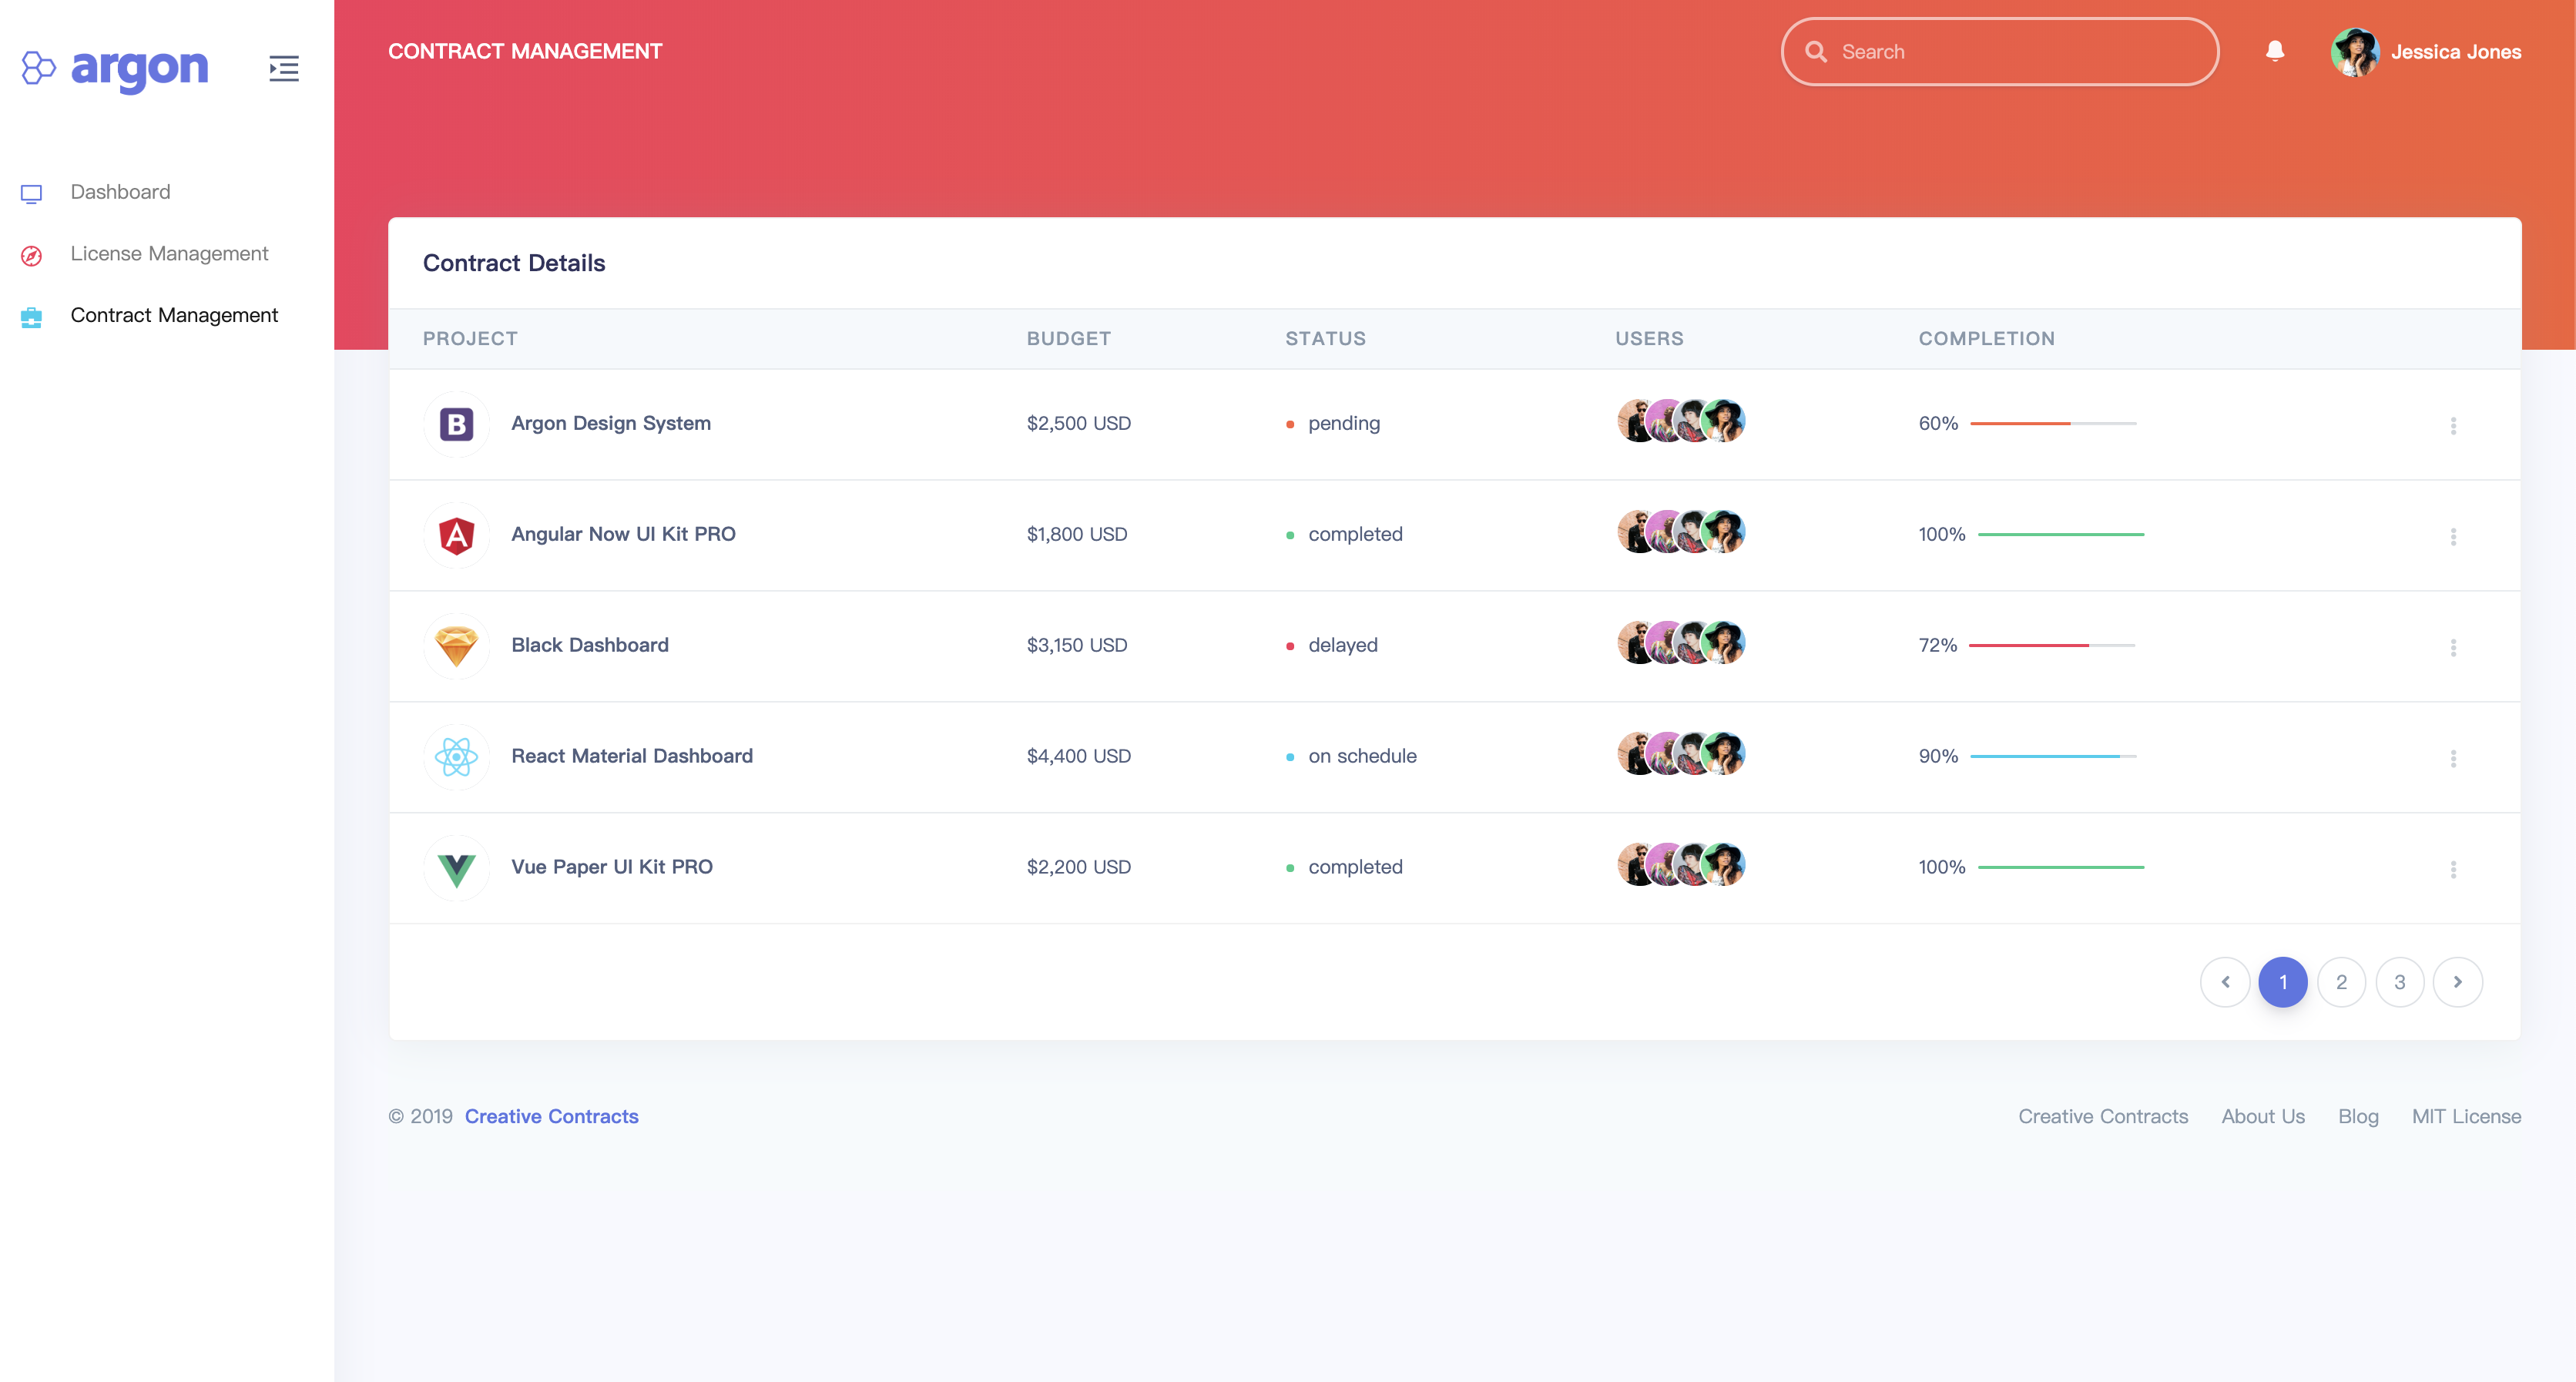 argon
Dashboard
License Management
Contract Management
CONTRACT MANAGEMENT
Search
Jessica Jones
Contract Details
PROJECT BUDGET STATUS USERS COMPLETION
B Argon Design System $2,500 USD pending 60%
A Angular Now UI Kit PRO $1,800 USD completed 100%
Black Dashboard $3,150 USD delayed 72%
React Material Dashboard $4,400 USD on schedule 90%
Vue Paper UI Kit PRO $2,200 USD completed 100%
1 2 3
© 2019 Creative Contracts
Creative Contracts About Us Blog MIT License